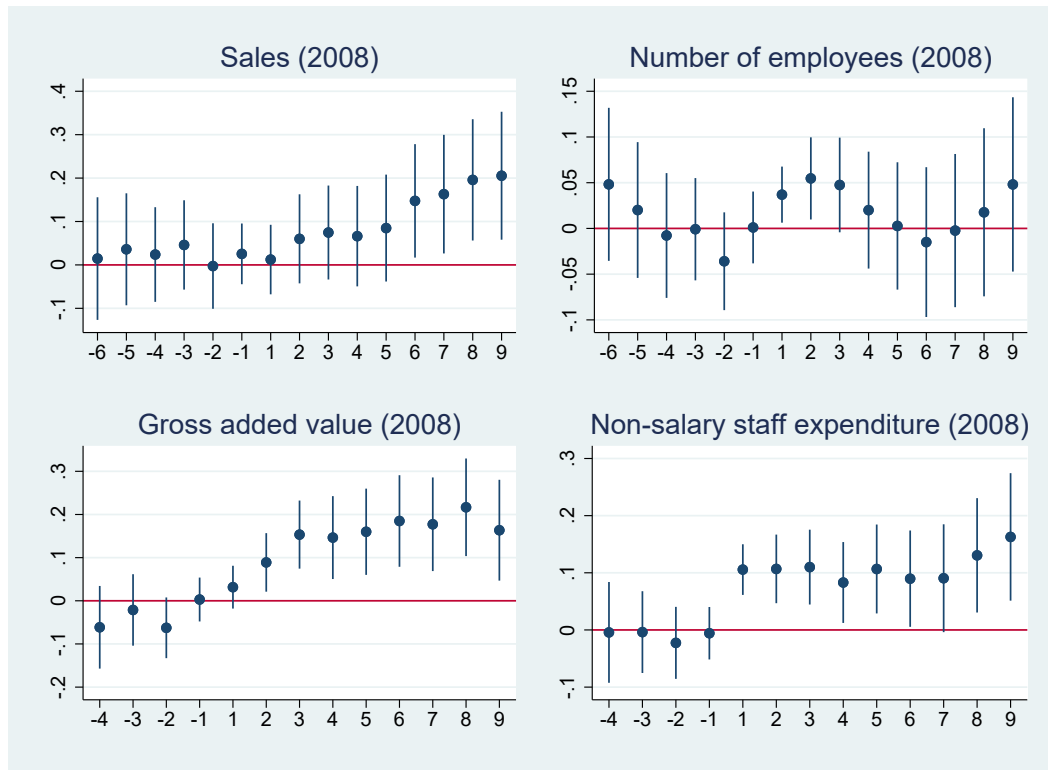 Sales (2008)
.4
.3
.2
.1
0
-.1
-6 -5 -4 -3 -2 -1 1 2 3 4 5 6 7 8 9
Number of employees (2008)
.15
.1
.05
0
-.05
-.1
-6 -5 -4 -3 -2 -1 1 2 3 4 5 6 7 8 9
Gross added value (2008)
.3
.2
.1
0
-.1
-.2
-4 -3 -2 -1 1 2 3 4 5 6 7 8 9
Non-salary staff expenditure (2008)
.3
.2
.1
0
-.1
-4 -3 -2 -1 1 2 3 4 5 6 7 8 9